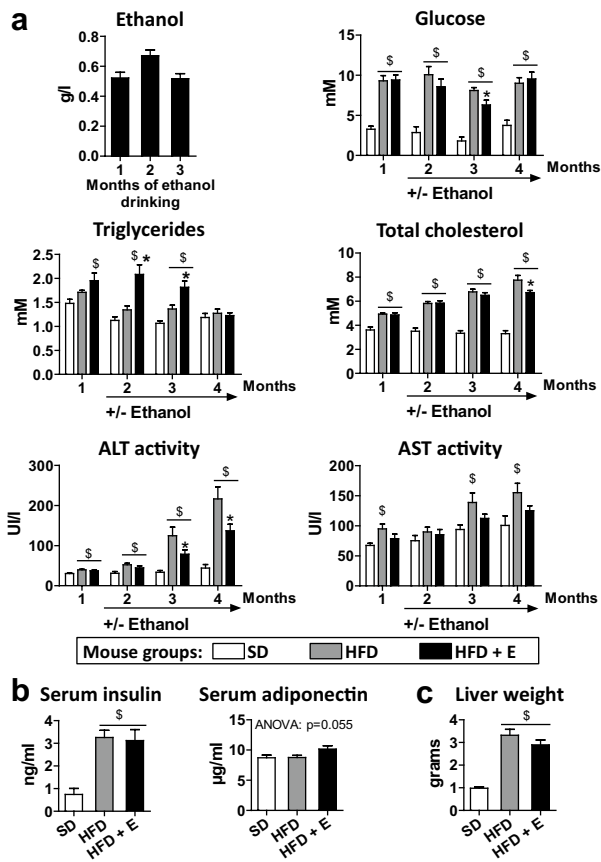 a
Ethanol
g/l
0.8
0.6
0.4
0.2
0.0
1 2 3
Months of ethanol
drinking
Glucose
mM
15
10
5
0
$ $ $ $
*
1 2 3 4 Months
+/- Ethanol
Triglycerides
mM
2.5
2.0
1.5
1.0
0.5
0.0
$ $ * $
*
1 2 3 4 Months
+/- Ethanol
Total cholesterol
mM
10
8
6
4
2
0
$ $ $ $
*
1 2 3 4 Months
+/- Ethanol
ALT activity
UI/l
300
200
100
50
0
$ $ $ $
* *
1 2 3 4 Months
+/- Ethanol
AST activity
UI/l
200
150
100
50
0
$ $ $
1 2 3 4 Months
+/- Ethanol
Mouse groups: SD HFD HFD + E
b
Serum insulin
ng/ml
4
3
2
1
0
$
SD HFD HFD + E
Serum adiponectin
ANOVA: p=0.055
µg/ml
15
10
5
0
SD HFD HFD + E
c
Liver weight
grams
4
3
2
1
0
$
SD HFD HFD + E